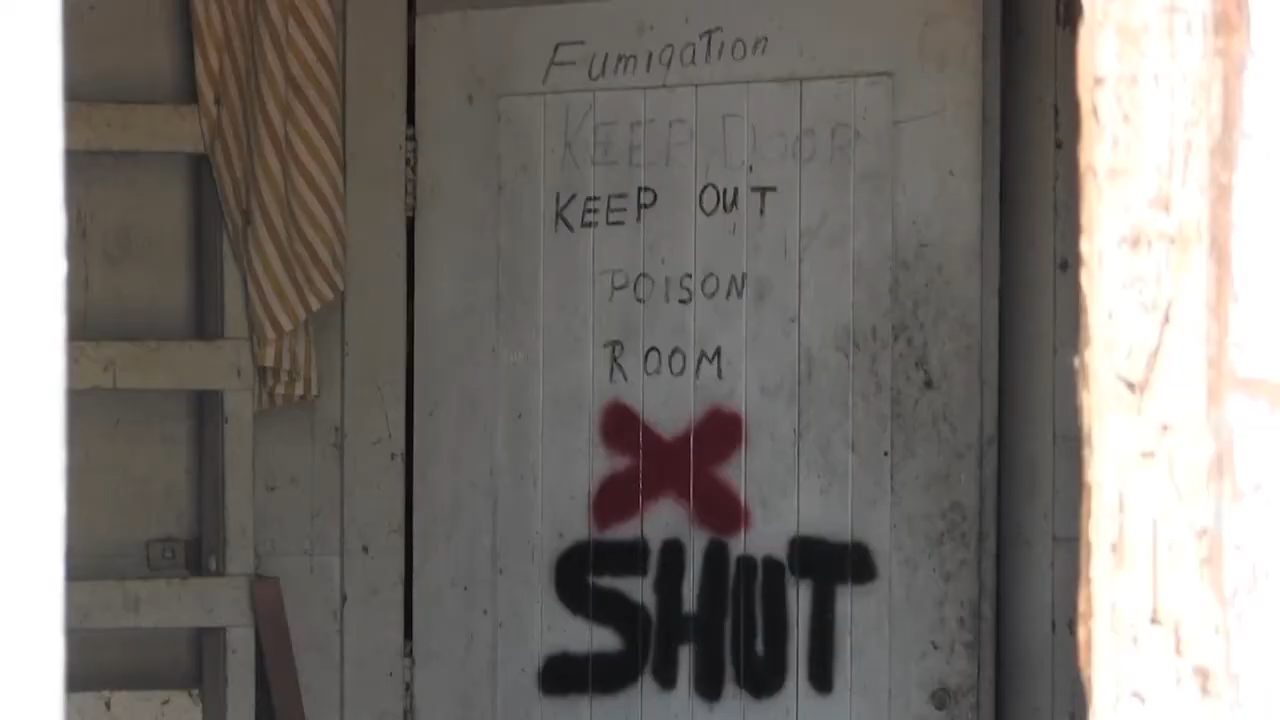 Fumigation
KEEP DOOR
KEEP OUT
POISON
ROOM
SHUT